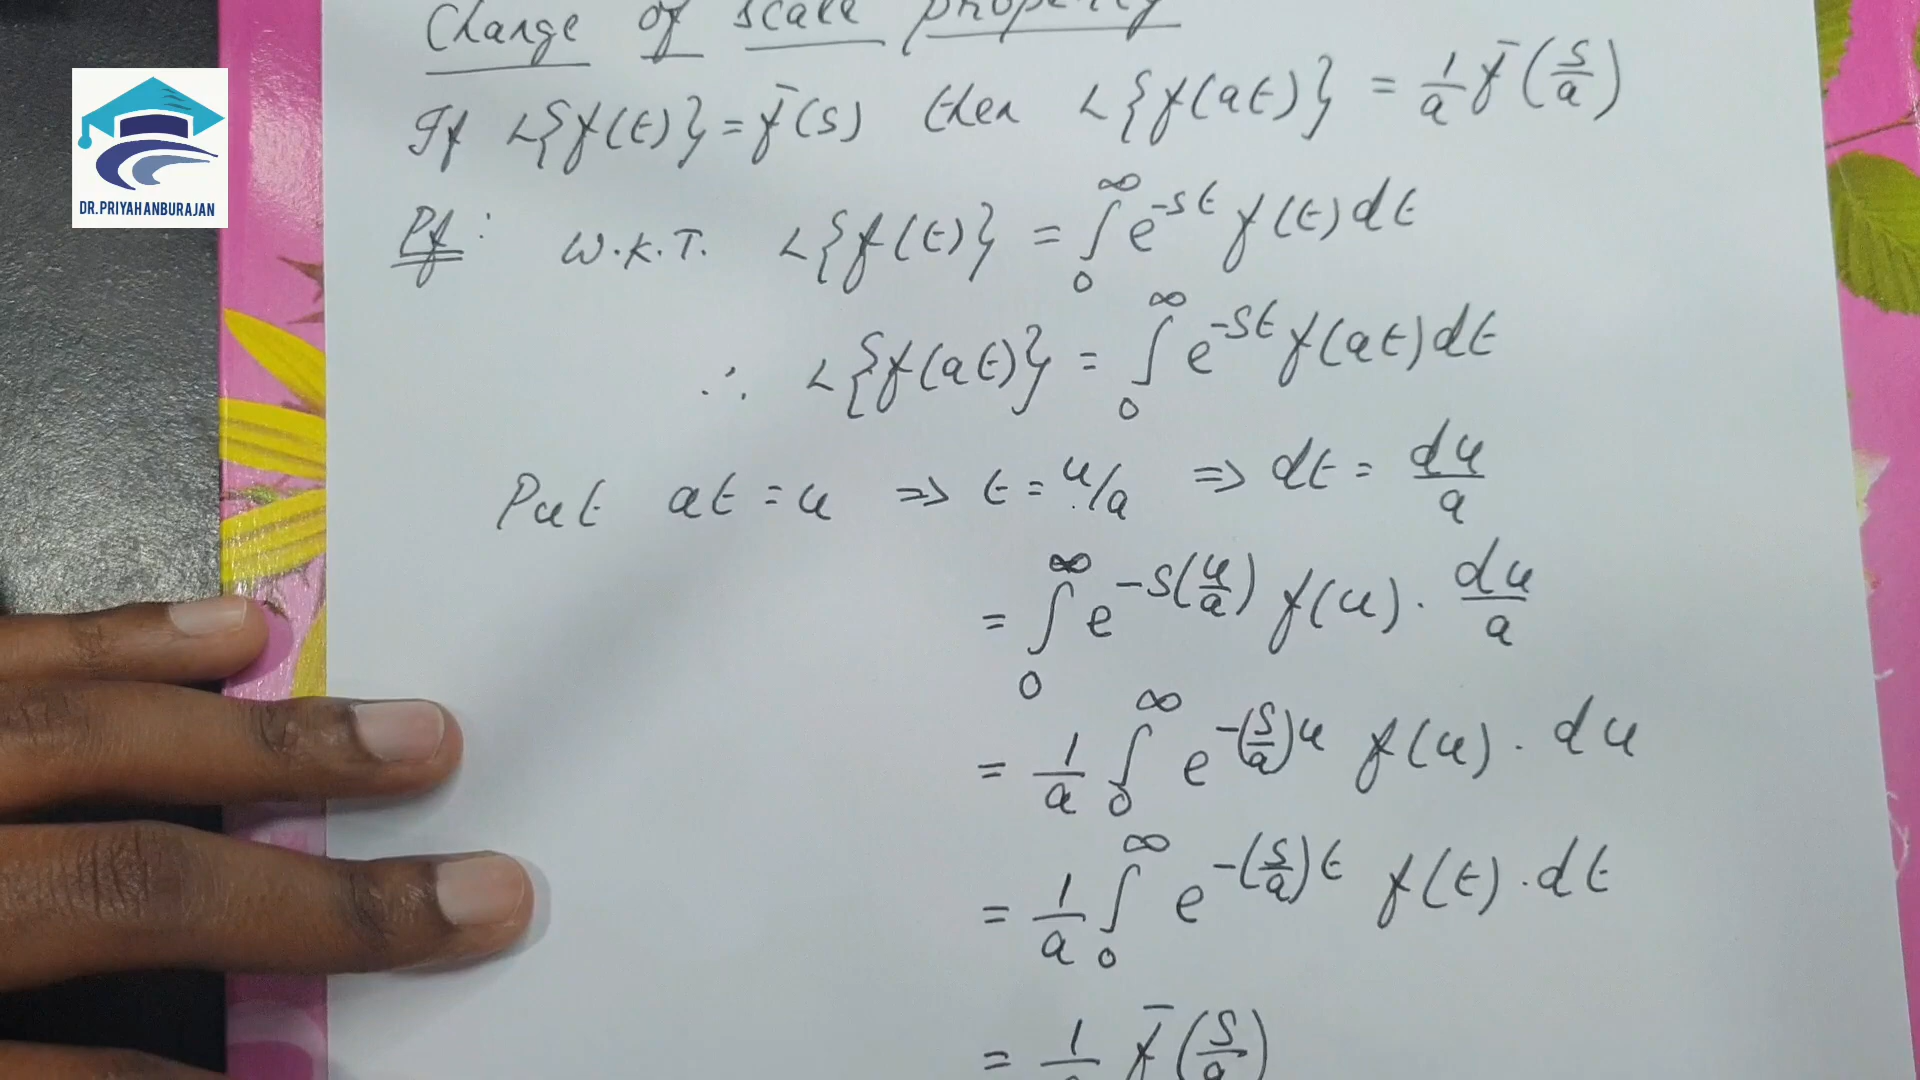 Change of scale property
If L{f(t)} = f̄(s) then L{f(at)} = 1/a f̄(s/a)
Pf: W.K.T. L{f(t)} = ∫₀^∞ e^{-st} f(t) dt
∴ L{f(at)} = ∫₀^∞ e^{-st} f(at) dt
Put at = u ⇒ t = u/a ⇒ dt = du/a
= ∫₀^∞ e^{-s(u/a)} f(u) · du/a
= 1/a ∫₀^∞ e^{-(s/a)u} f(u) · du
= 1/a ∫₀^∞ e^{-(s/a)t} f(t) · dt
= 1/a f̄(s/a)
DR.PRIYAHANBURAJAN